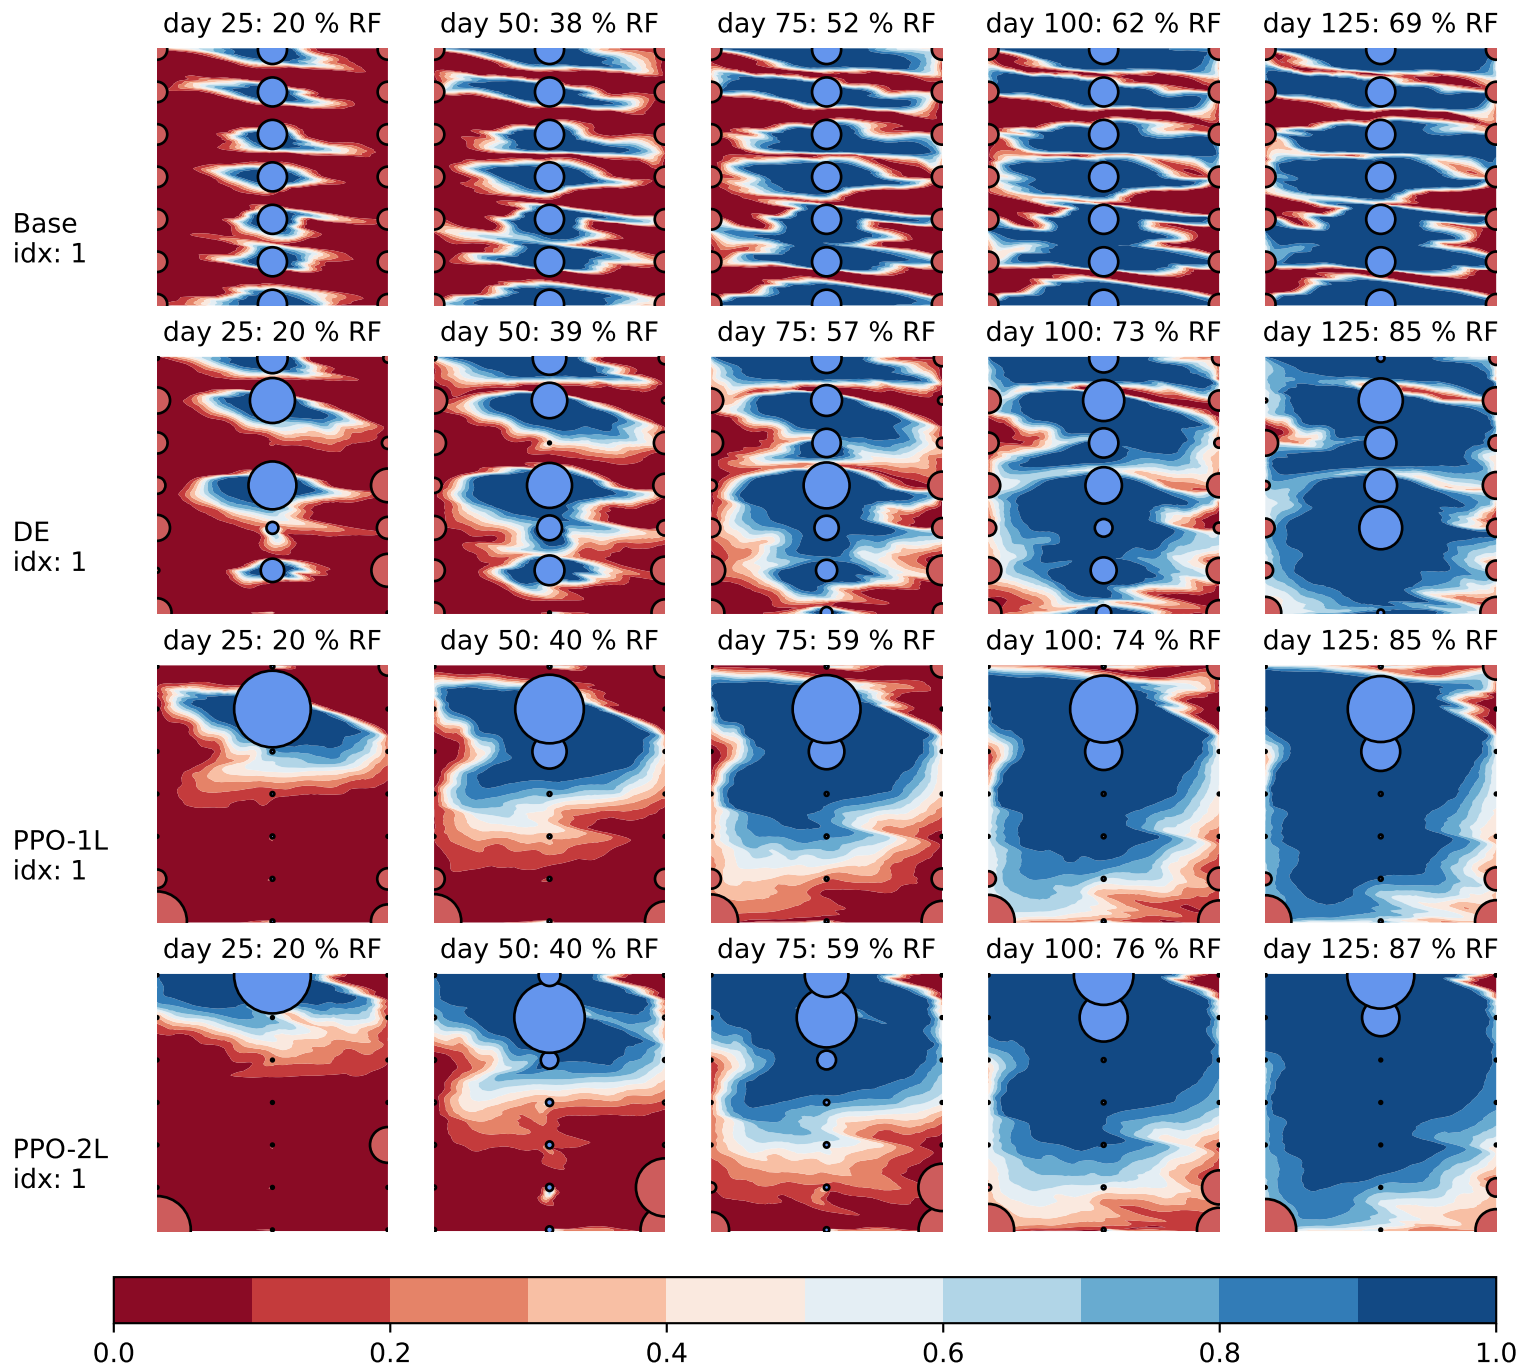 day 25: 20 % RF
day 50: 38 % RF
day 75: 52 % RF
day 100: 62 % RF
day 125: 69 % RF
Base
idx: 1
day 25: 20 % RF
day 50: 39 % RF
day 75: 57 % RF
day 100: 73 % RF
day 125: 85 % RF
DE
idx: 1
day 25: 20 % RF
day 50: 40 % RF
day 75: 59 % RF
day 100: 74 % RF
day 125: 85 % RF
PPO-1L
idx: 1
day 25: 20 % RF
day 50: 40 % RF
day 75: 59 % RF
day 100: 76 % RF
day 125: 87 % RF
PPO-2L
idx: 1
0.0
0.2
0.4
0.6
0.8
1.0